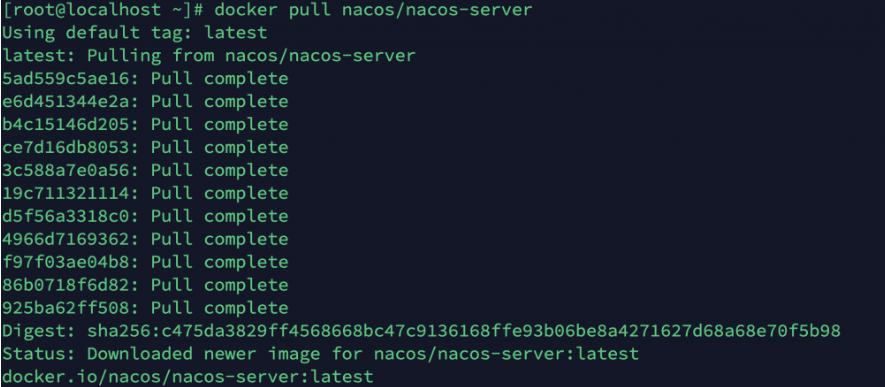 [root@localhost ~]# docker pull nacos/nacos-server
Using default tag: latest
latest: Pulling from nacos/nacos-server
5ad559c5ae16: Pull complete
e6d451344e2a: Pull complete
b4c15146d205: Pull complete
ce7d16db8053: Pull complete
3c588a7e0a56: Pull complete
19c711321114: Pull complete
d5f56a3318c0: Pull complete
4966d7169362: Pull complete
f97f03ae04b8: Pull complete
86b0718f6d82: Pull complete
925ba62ff508: Pull complete
Digest: sha256:c475da3829ff4568668bc47c9136168ffe93b06be8a4271627d68a68e70f5b98
Status: Downloaded newer image for nacos/nacos-server:latest
docker.io/nacos/nacos-server:latest